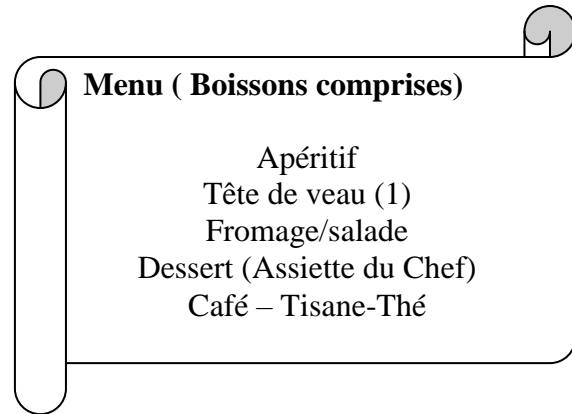 Menu ( Boissons comprises)
Apéritif
Tête de veau (1)
Fromage/salade
Dessert (Assiette du Chef)
Café – Tisane-Thé